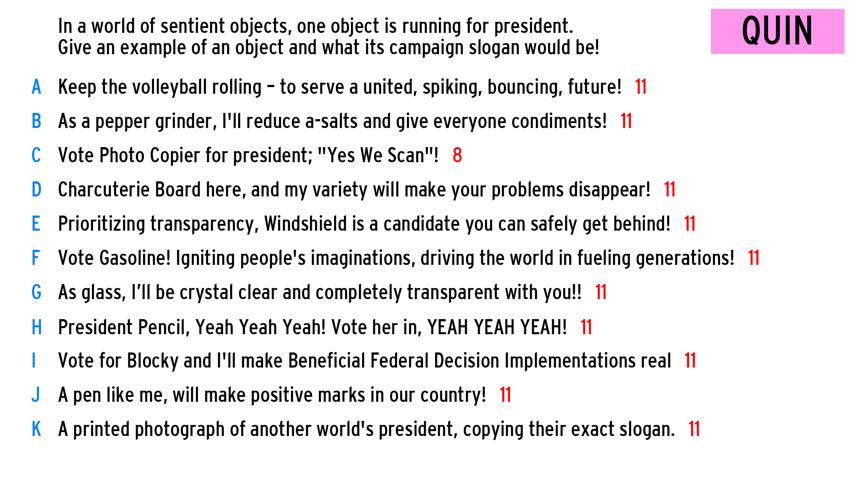 In a world of sentient objects, one object is running for president.
Give an example of an object and what its campaign slogan would be!
QUIN
A Keep the volleyball rolling – to serve a united, spiking, bouncing, future! 11
B As a pepper grinder, I'll reduce a-salts and give everyone condiments! 11
C Vote Photo Copier for president; "Yes We Scan"! 8
D Charcuterie Board here, and my variety will make your problems disappear! 11
E Prioritizing transparency, Windshield is a candidate you can safely get behind! 11
F Vote Gasoline! Igniting people's imaginations, driving the world in fueling generations! 11
G As glass, I’ll be crystal clear and completely transparent with you!! 11
H President Pencil, Yeah Yeah Yeah! Vote her in, YEAH YEAH YEAH! 11
I Vote for Blocky and I'll make Beneficial Federal Decision Implementations real 11
J A pen like me, will make positive marks in our country! 11
K A printed photograph of another world's president, copying their exact slogan. 11